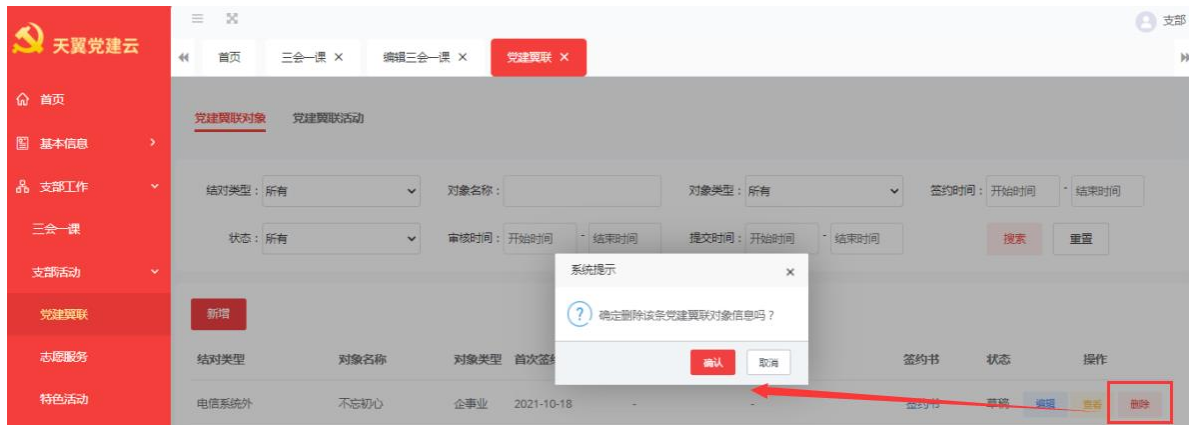 支部
天翼党建云
首页 三会一课 × 编辑三会一课 × 党建翼联 ×
首页
党建翼联对象 党建翼联活动
基本信息
支部工作
结对类型： 所有 对象名称： 对象类型： 所有 签约时间： 开始时间 - 结束时间
三会一课
状态： 所有 审核时间： 开始时间 - 结束时间 提交时间： 开始时间 - 结束时间 搜索 重置
支部活动
系统提示 ×
党建翼联
新增
确定删除该条党建翼联对象信息吗？
志愿服务
确认 取消
结对类型 对象名称 对象类型 首次签 签约书 状态 操作
特色活动
电信系统外 不忘初心 企事业 2021-10-18 - - 签约书 草稿 编辑 查看 删除